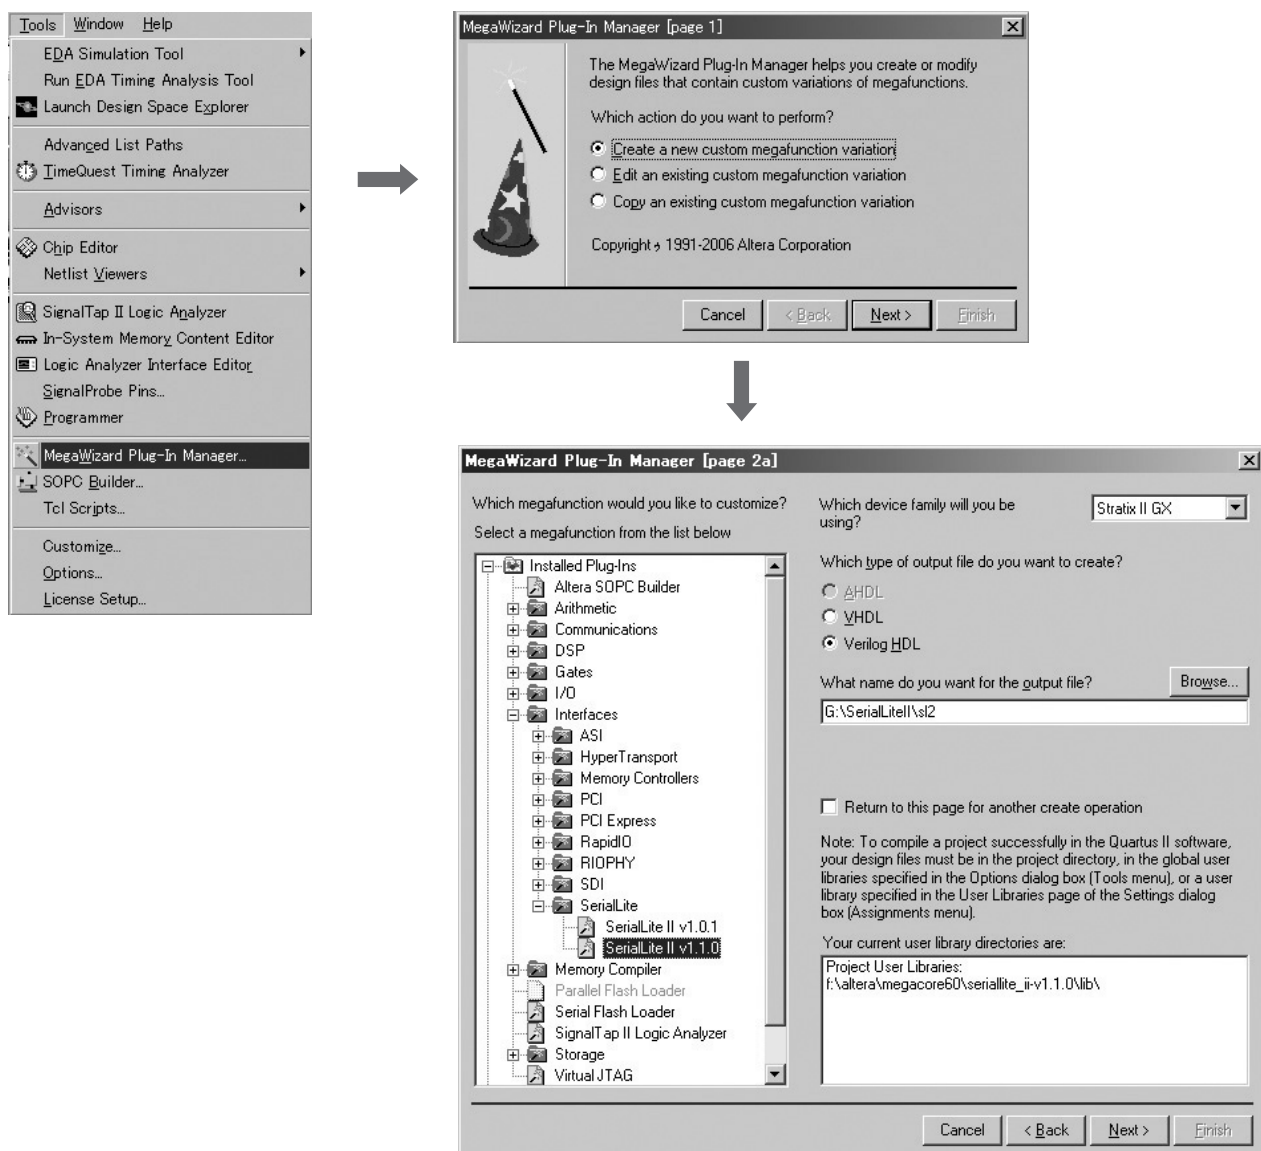 Tools Window Help
EDA Simulation Tool
Run EDA Timing Analysis Tool
Launch Design Space Explorer
Advanced List Paths
TimeQuest Timing Analyzer
Advisors
Chip Editor
Netlist Viewers
SignalTap II Logic Analyzer
In-System Memory Content Editor
Logic Analyzer Interface Editor
SignalProbe Pins...
Programmer
MegaWizard Plug-In Manager...
SOPC Builder...
Tcl Scripts...
Customize...
Options...
License Setup...
MegaWizard Plug-In Manager [page 1]
The MegaWizard Plug-In Manager helps you create or modify
design files that contain custom variations of megafunctions.
Which action do you want to perform?
Create a new custom megafunction variation
Edit an existing custom megafunction variation
Copy an existing custom megafunction variation
Copyright ｩ 1991-2006 Altera Corporation
Cancel < Back Next > Finish
MegaWizard Plug-In Manager [page 2a]
Which megafunction would you like to customize?
Select a megafunction from the list below
Installed Plug-Ins
Altera SOPC Builder
Arithmetic
Communications
DSP
Gates
I/O
Interfaces
ASI
HyperTransport
Memory Controllers
PCI
PCI Express
RapidIO
RIOPHY
SDI
SerialLite
SerialLite II v1.0.1
SerialLite II v1.1.0
Memory Compiler
Parallel Flash Loader
Serial Flash Loader
SignalTap II Logic Analyzer
Storage
Virtual JTAG
Which device family will you be
using?
Stratix II GX
Which type of output file do you want to create?
AHDL
VHDL
Verilog HDL
What name do you want for the output file?
Browse...
G:\SerialLiteII\sl2
Return to this page for another create operation
Note: To compile a project successfully in the Quartus II software,
your design files must be in the project directory, in the global user
libraries specified in the Options dialog box (Tools menu), or a user
library specified in the User Libraries page of the Settings dialog
box (Assignments menu).
Your current user library directories are:
Project User Libraries:
f:\altera\megacore60\seriallite_ii-v1.1.0\lib\
Cancel < Back Next > Finish